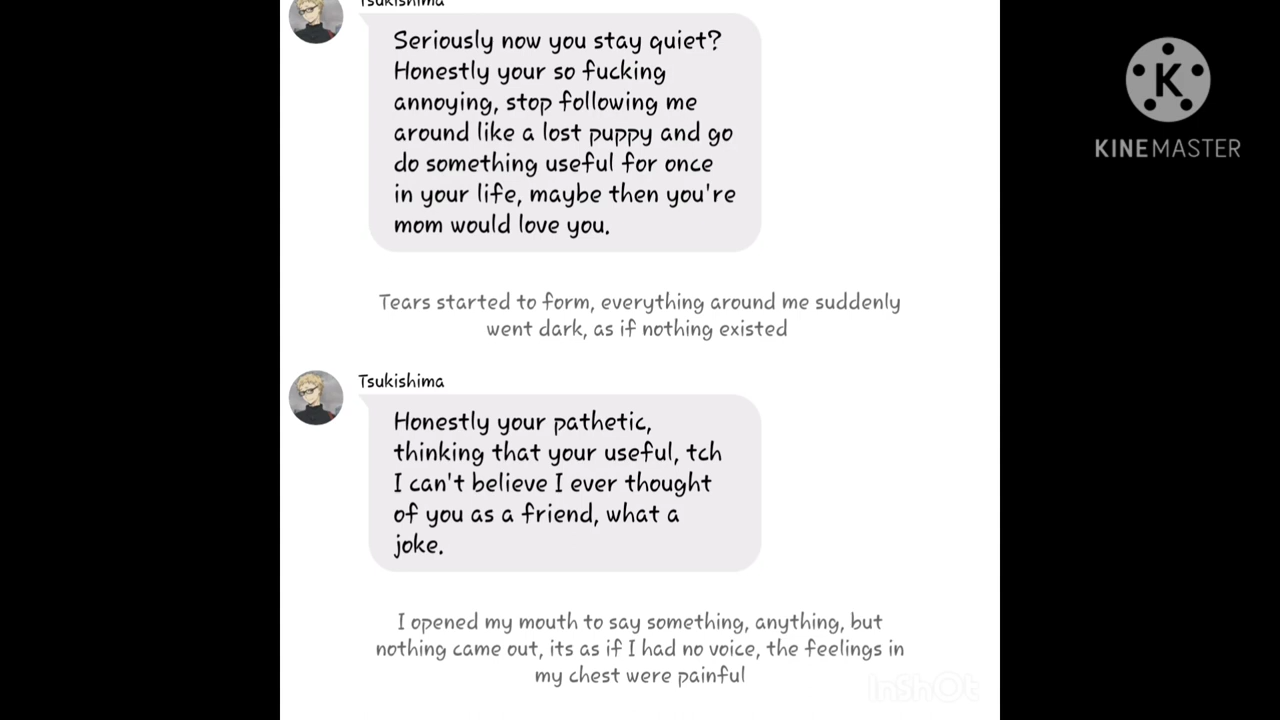 Tsukishima
Seriously now you stay quiet?
Honestly your so fucking
annoying, stop following me
around like a lost puppy and go
do something useful for once
in your life, maybe then you're
mom would love you.
Tears started to form, everything around me suddenly
went dark, as if nothing existed
Tsukishima
Honestly your pathetic,
thinking that your useful, tch
I can't believe I ever thought
of you as a friend, what a
joke.
I opened my mouth to say something, anything, but
nothing came out, its as if I had no voice, the feelings in
my chest were painful
InShOt
K
KINEMASTER